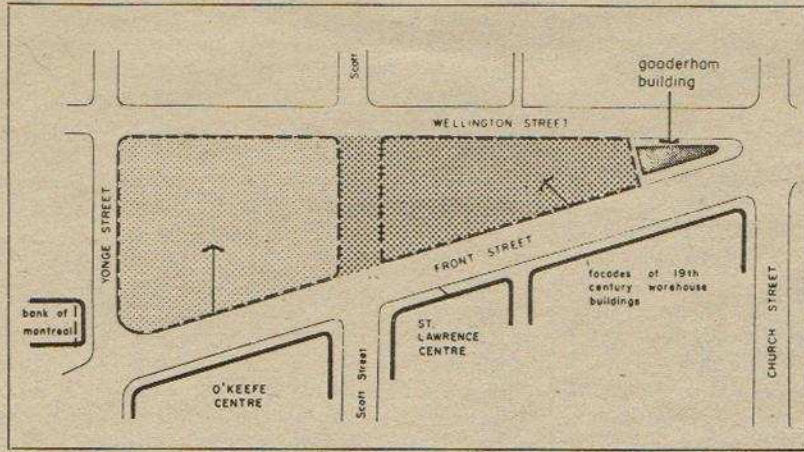 Scott
gooderham
building
WELLINGTON STREET
YONGE STREET
FRONT STREET
facades of 19th
century warehouse
buildings
bank of
montreal
ST.
LAWRENCE
CENTRE
O'KEEFE
CENTRE
Scott Street
CHURCH STREET